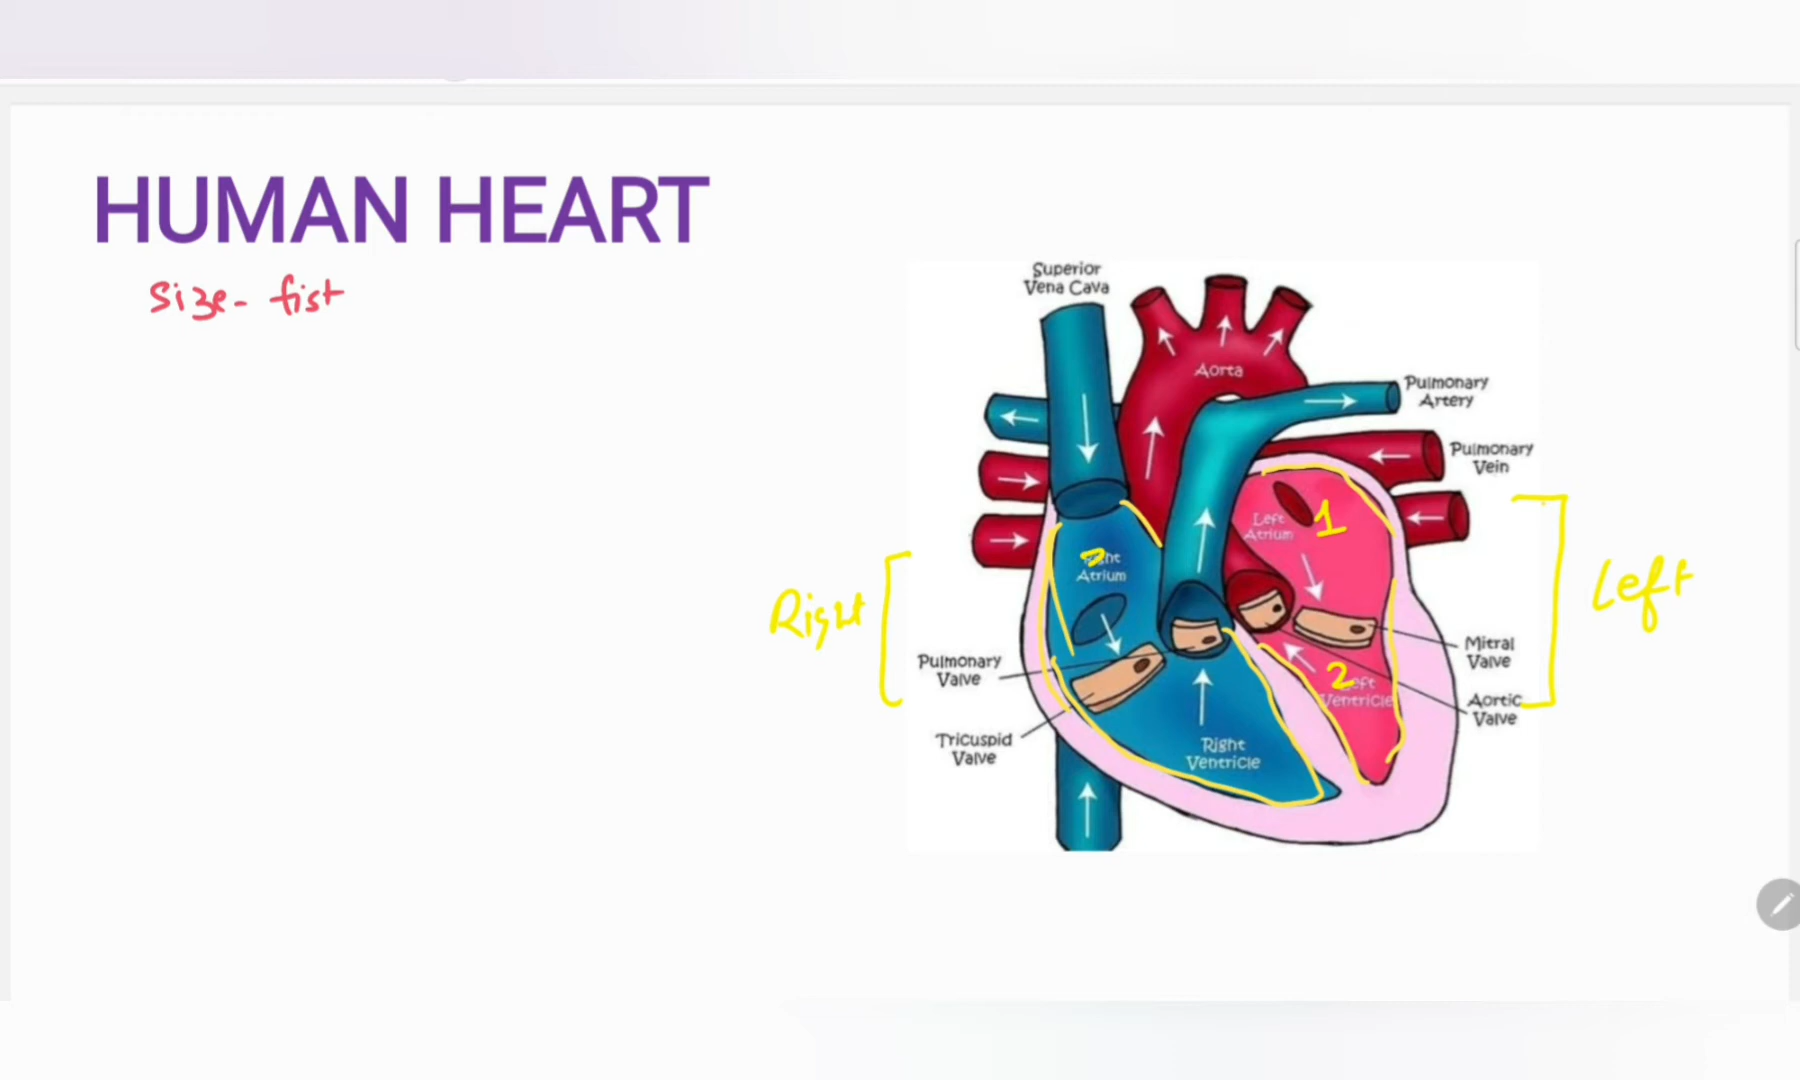 HUMAN HEART
Size- fist
Superior
Vena Cava
Aorta
Pulmonary
Artery
Pulmonary
Vein
Left
Atrium
1
Atrium
Right
Left
Pulmonary
Valve
Mitral
Valve
2
Ventricle
Aortic
Valve
Tricuspid
Valve
Right
Ventricle